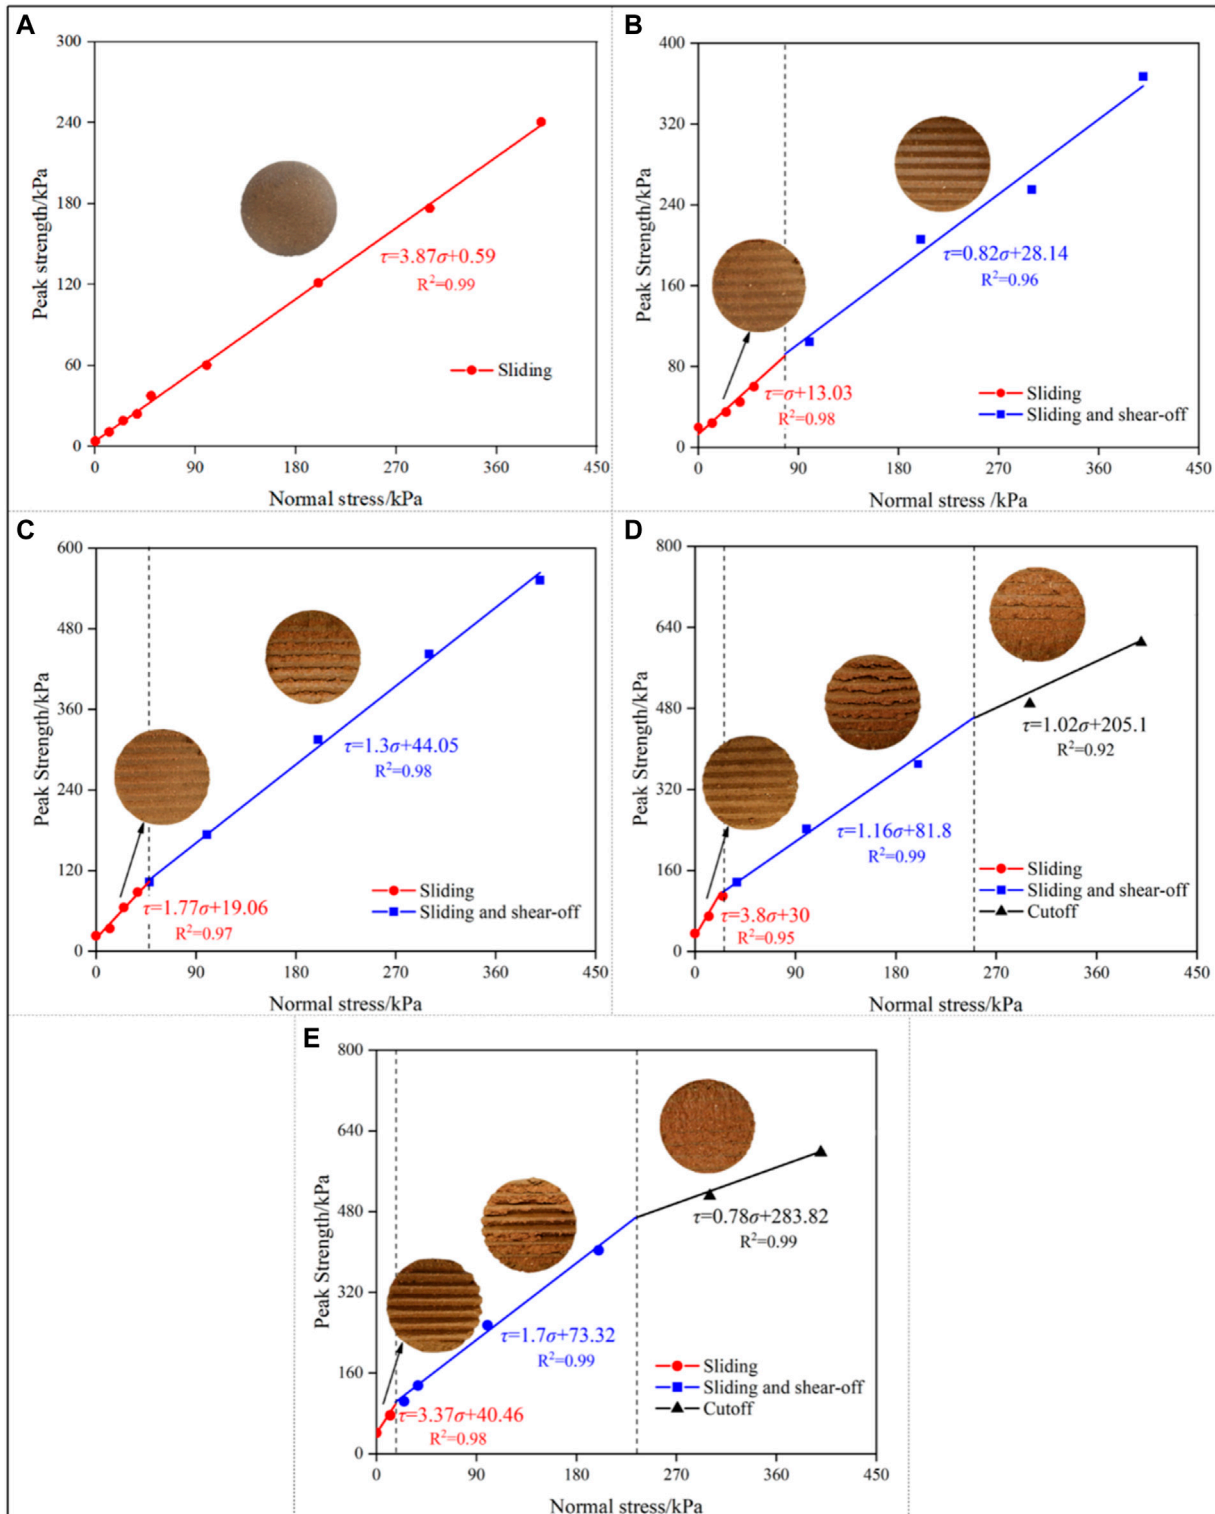 A
300
240
180
120
60
0
Peak strength/kPa
τ=3.87σ+0.59
R²=0.99
Sliding
0 90 180 270 360 450
Normal stress/kPa
B
400
320
240
160
80
0
Peak Strength/kPa
τ=0.82σ+28.14
R²=0.96
τ=σ+13.03
R²=0.98
Sliding
Sliding and shear-off
0 90 180 270 360 450
Normal stress /kPa
C
600
480
360
240
120
0
Peak Strength/kPa
τ=1.3σ+44.05
R²=0.98
τ=1.77σ+19.06
R²=0.97
Sliding
Sliding and shear-off
0 90 180 270 360 450
Normal stress/kPa
D
800
640
480
320
160
0
Peak Strength/kPa
τ=1.02σ+205.1
R²=0.92
τ=1.16σ+81.8
R²=0.99
τ=3.8σ+30
R²=0.95
Sliding
Sliding and shear-off
Cutoff
0 90 180 270 360 450
Normal stress/kPa
E
800
640
480
320
160
0
Peak Strength/kPa
τ=0.78σ+283.82
R²=0.99
τ=1.7σ+73.32
R²=0.99
τ=3.37σ+40.46
R²=0.98
Sliding
Sliding and shear-off
Cutoff
0 90 180 270 360 450
Normal stress/kPa